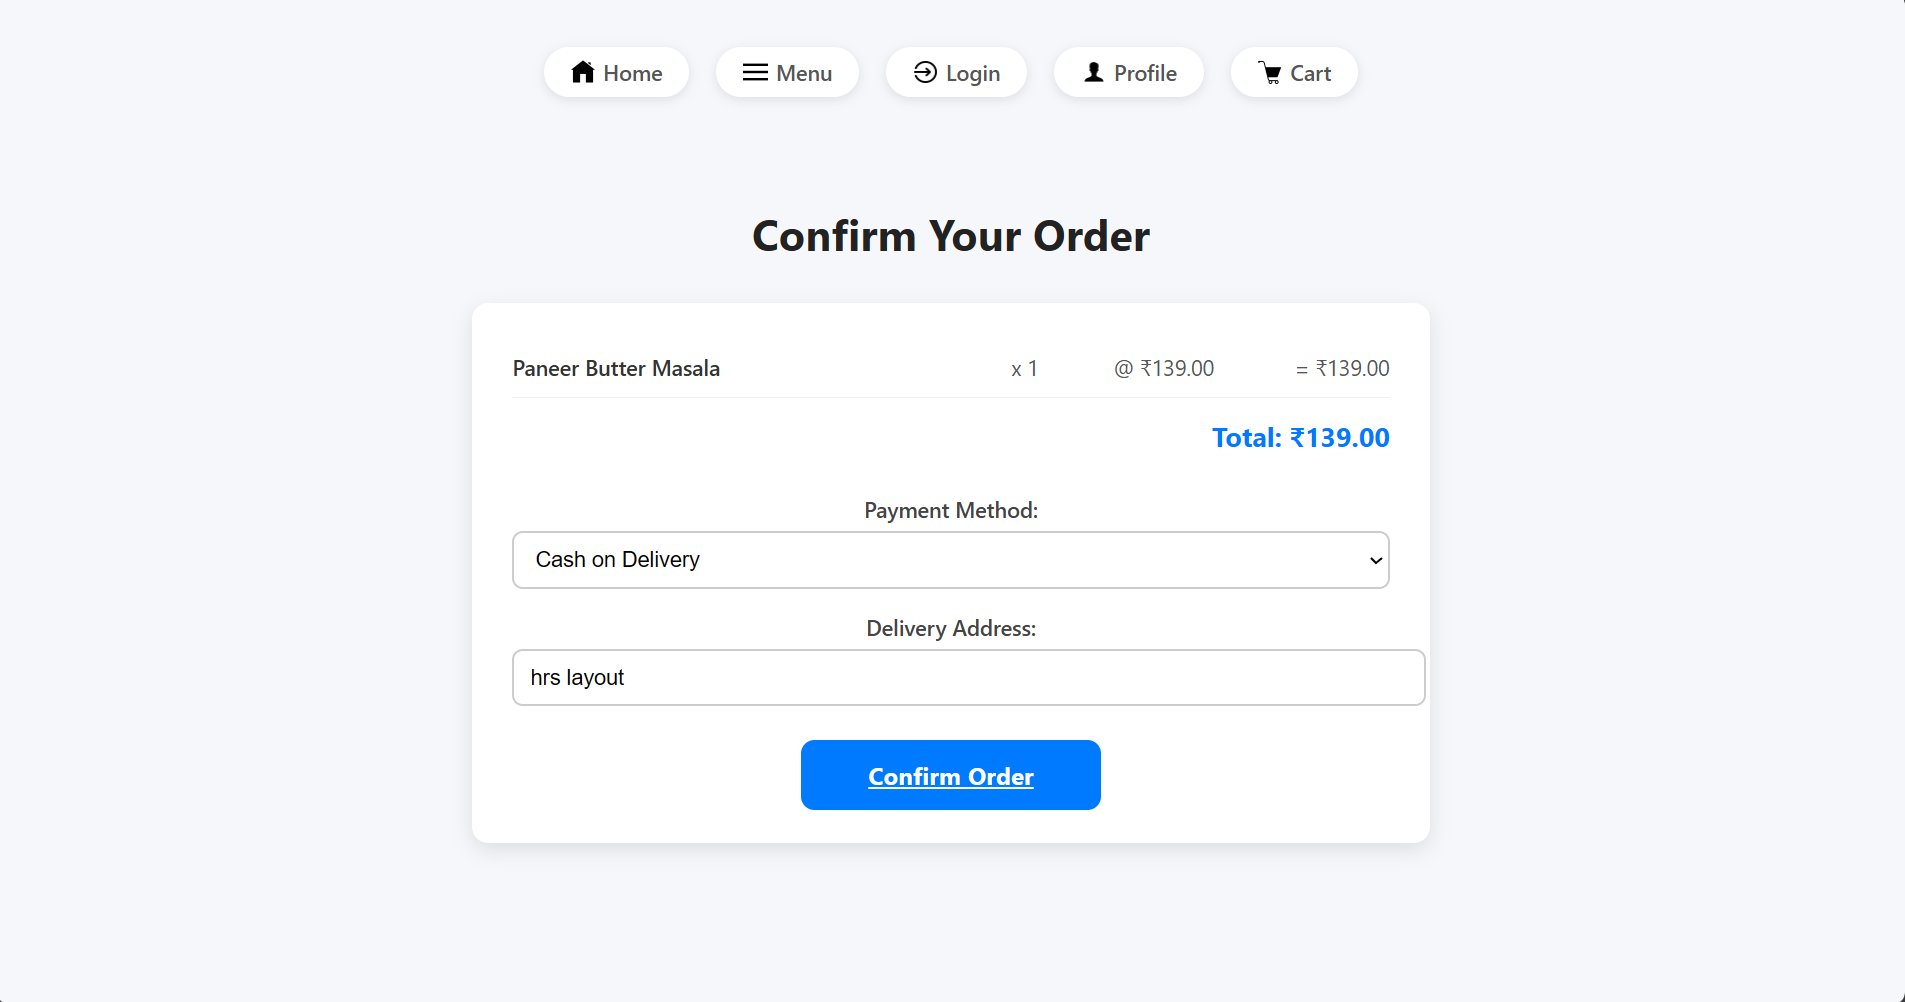 Home Menu Login Profile Cart
Confirm Your Order
Paneer Butter Masala x 1 @ ₹139.00 = ₹139.00
Total: ₹139.00
Payment Method:
Cash on Delivery
Delivery Address:
hrs layout
Confirm Order